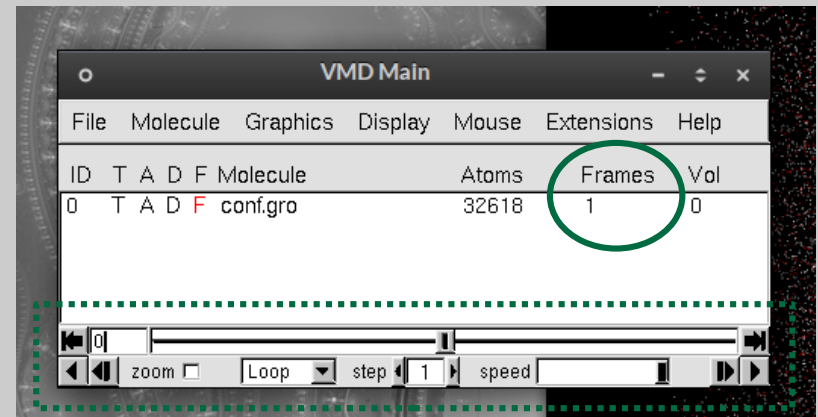 VMD Main
File Molecule Graphics Display Mouse Extensions Help
ID T A D F Molecule Atoms Frames Vol
0 T A D F conf.gro 32618 1 0
0
zoom Loop step 1 speed